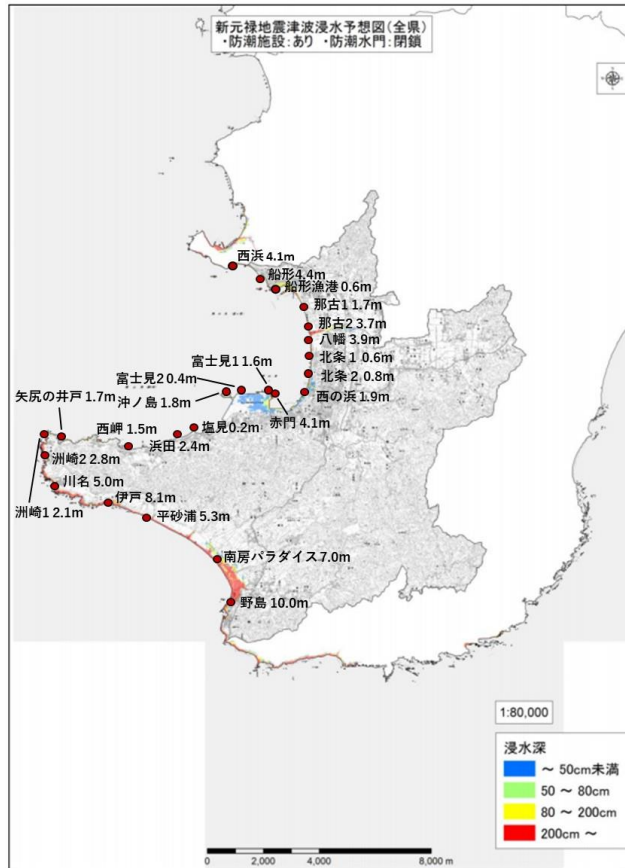 新元禄地震津波浸水予想図(全県)
・防潮施設:あり ・防潮水門:閉鎖
西浜 4.1m
船形 4.4m
船形漁港 0.6m
那古1 1.7m
那古2 3.7m
八幡 3.9m
北条1 0.6m
北条2 0.8m
西の浜 1.9m
富士見1 1.6m
富士見2 0.4m
沖ノ島 1.8m
赤門 4.1m
矢尻の井戸 1.7m
西岬 1.5m
塩見 0.2m
浜田 2.4m
洲崎2 2.8m
川名 5.0m
洲崎1 2.1m
伊戸 8.1m
平砂浦 5.3m
南房パラダイス 7.0m
野島 10.0m
1:80,000
浸水深
~ 50cm未満
50 ~ 80cm
80 ~ 200cm
200cm ~
0 2,000 4,000 8,000 m